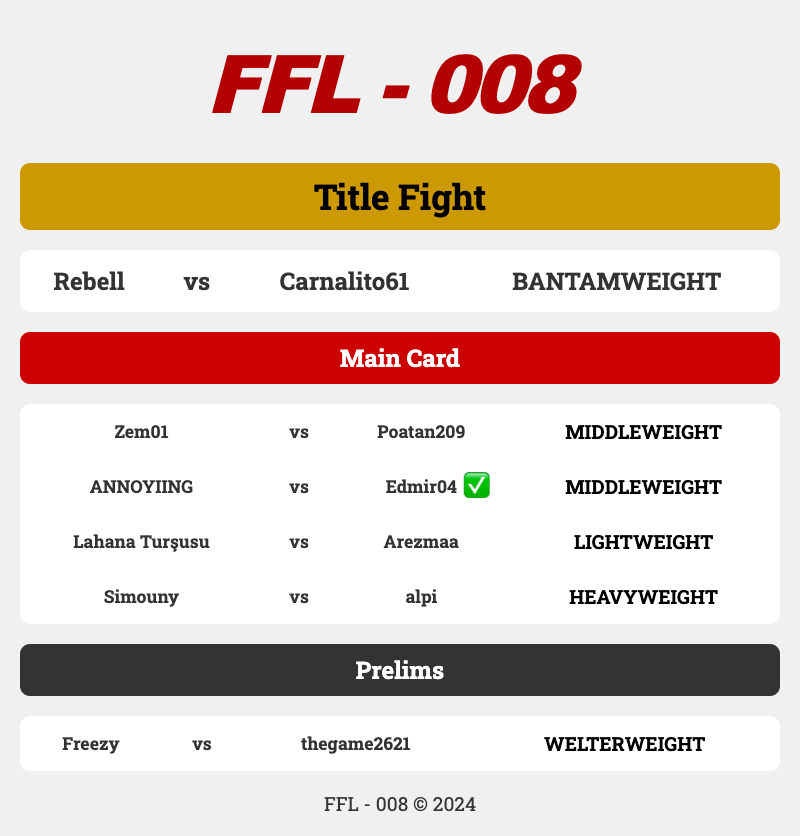 FFL - 008
Title Fight
Rebell vs Carnalito61 BANTAMWEIGHT
Main Card
Zem01 vs Poatan209 MIDDLEWEIGHT
ANNOYIING vs Edmir04 ✅ MIDDLEWEIGHT
Lahana Turşusu vs Arezmaa LIGHTWEIGHT
Simouny vs alpi HEAVYWEIGHT
Prelims
Freezy vs thegame2621 WELTERWEIGHT
FFL - 008 © 2024